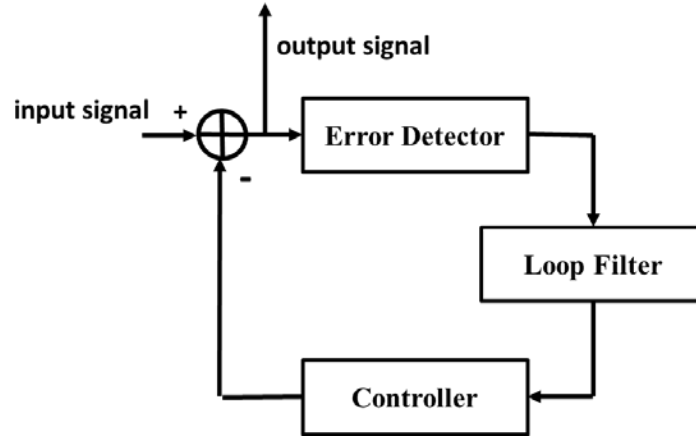 output signal
input signal +
Error Detector
-
Loop Filter
Controller